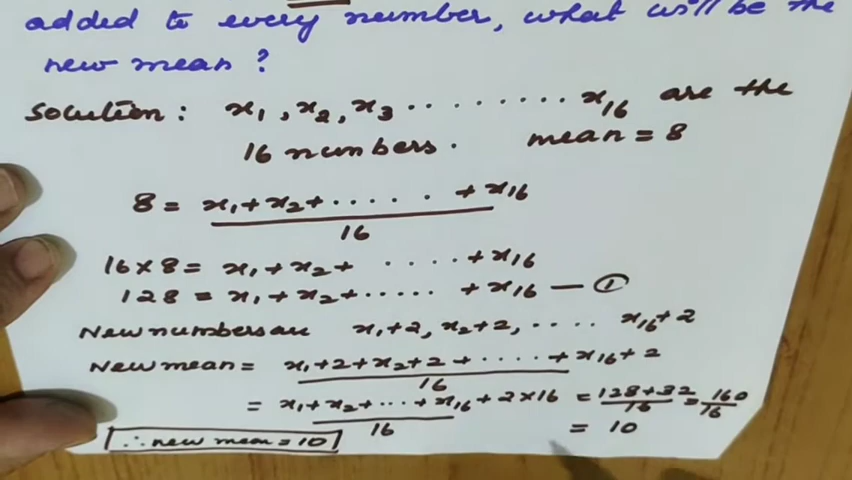 added to every number, what will be the
new mean ?
Solution : x₁, x₂, x₃ ......... x₁₆ are the
16 numbers. mean = 8
8 = x₁+x₂+..... . +x₁₆
16
16×8 = x₁+x₂+ .....+x₁₆
128 = x₁+x₂+..... +x₁₆ — ①
New numbers are x₁+2, x₂+2, .... x₁₆+2
New mean = x₁+2+x₂+2+.....+x₁₆+2
16
= x₁+x₂+...+x₁₆+2×16 = 128+32 = 160
16 16 16
∴ new mean = 10 = 10